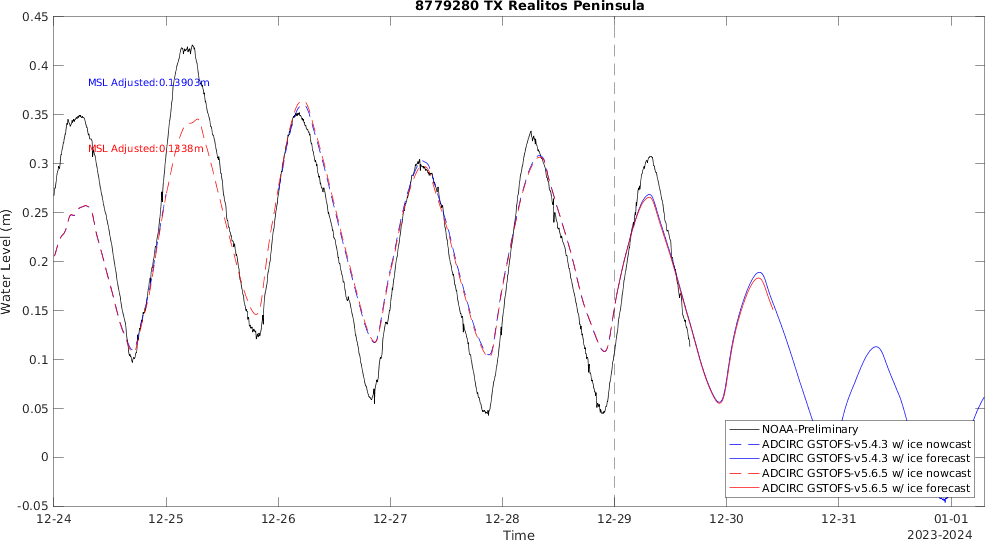 8779280 TX Realitos Peninsula
0.45
0.4
0.35
0.3
0.25
0.2
0.15
0.1
0.05
0
-0.05
Water Level (m)
MSL Adjusted:0.13903m
MSL Adjusted:0.1338m
NOAA-Preliminary
ADCIRC GSTOFS-v5.4.3 w/ ice nowcast
ADCIRC GSTOFS-v5.4.3 w/ ice forecast
ADCIRC GSTOFS-v5.6.5 w/ ice nowcast
ADCIRC GSTOFS-v5.6.5 w/ ice forecast
12-24 12-25 12-26 12-27 12-28 12-29 12-30 12-31 01-01
Time
2023-2024